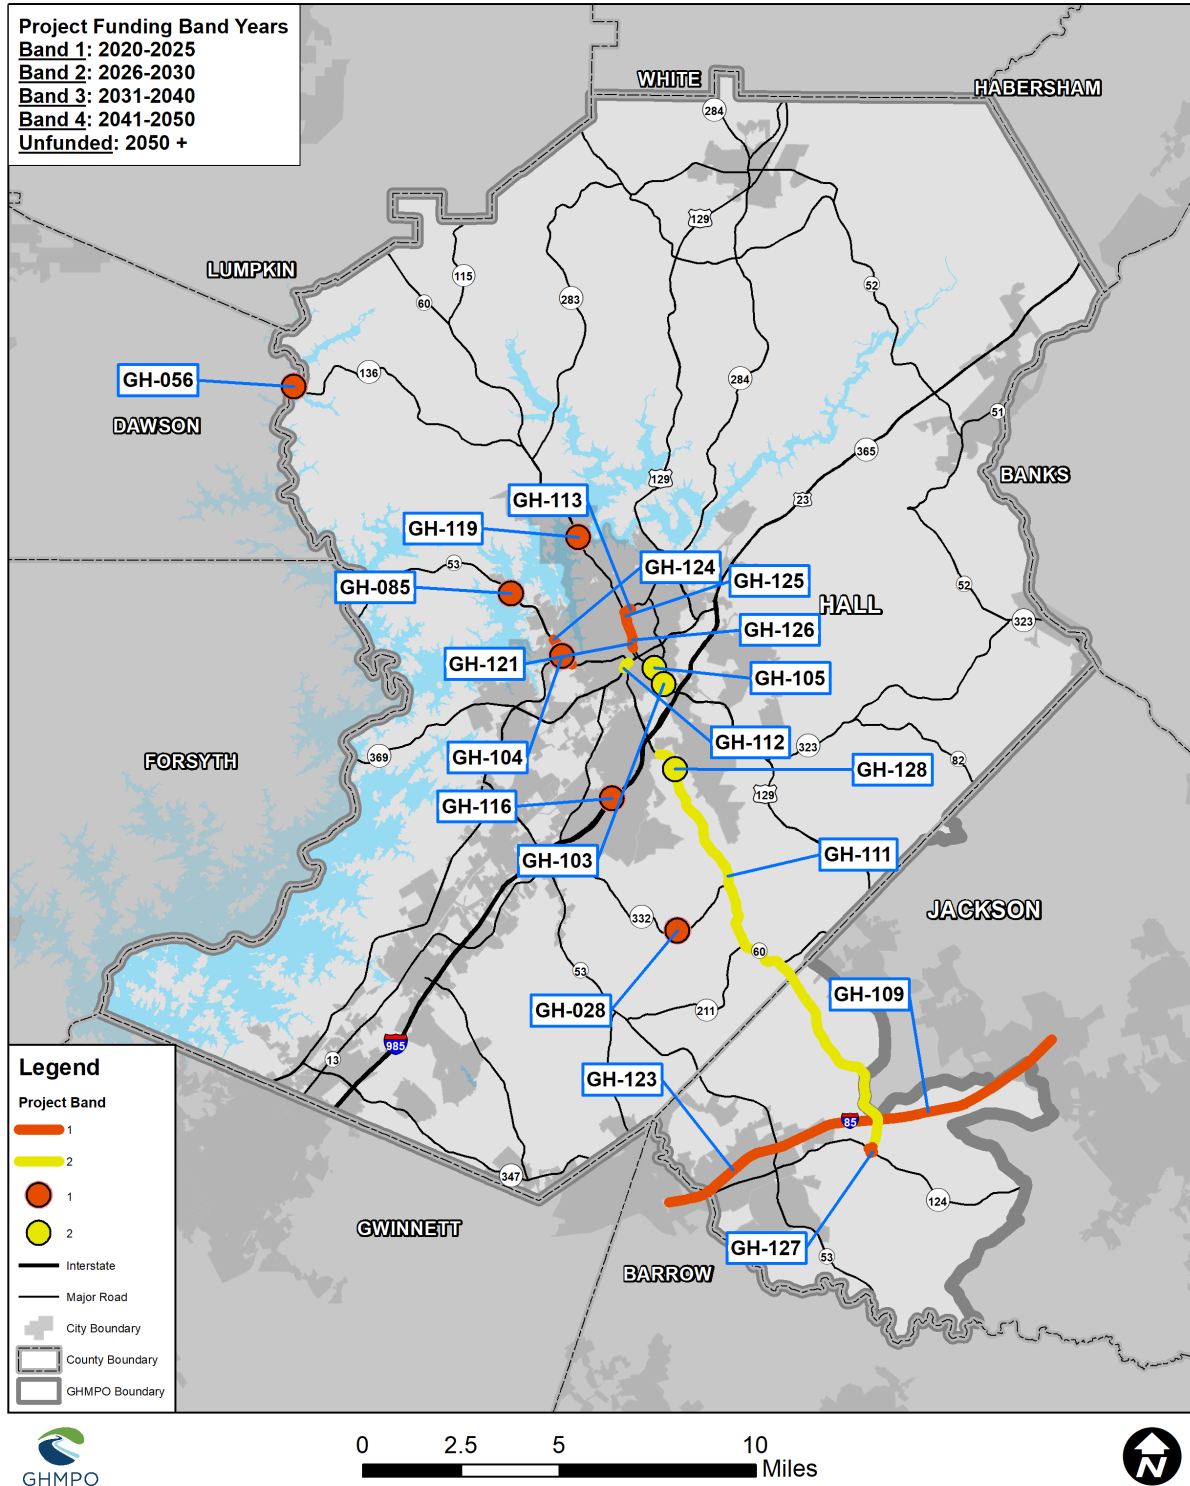 Project Funding Band Years
Band 1: 2020-2025
Band 2: 2026-2030
Band 3: 2031-2040
Band 4: 2041-2050
Unfunded: 2050 +
WHITE
HABERSHAM
284
129
LUMPKIN
115
60
283
52
GH-056
136
284
DAWSON
51
365
BANKS
129
23
GH-113
GH-119
53
GH-124
GH-125
GH-085
52
HALL
323
GH-126
GH-121
GH-105
GH-112
323
GH-104
369
82
FORSYTH
GH-128
129
GH-116
GH-103
GH-111
332
JACKSON
60
53
GH-109
GH-028
211
985
13
GH-123
85
347
124
GWINNETT
GH-127
53
BARROW
Legend
Project Band
1
2
1
2
Interstate
Major Road
City Boundary
County Boundary
GHMPO Boundary
GHMPO
0 2.5 5 10
Miles
N